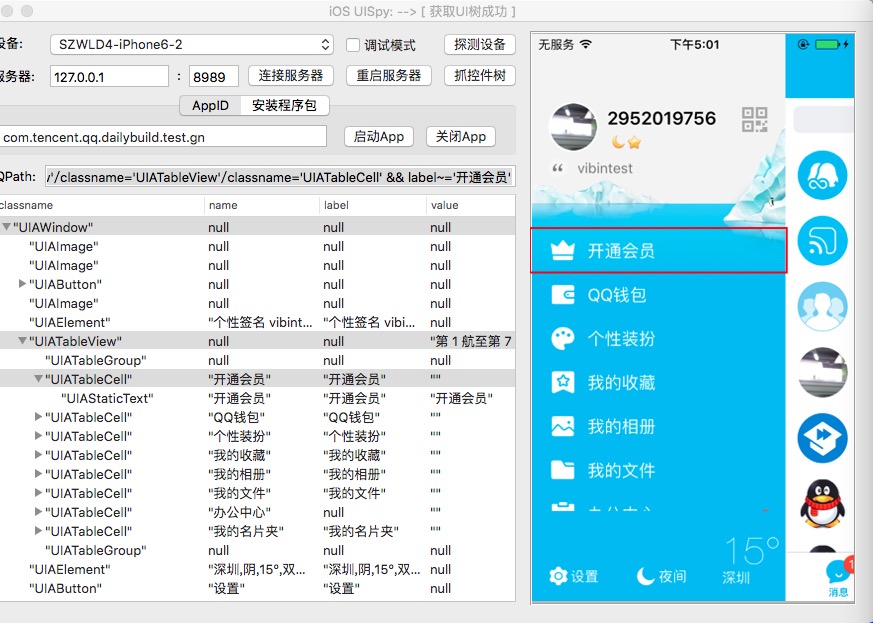 iOS UISpy: --> [ 获取UI树成功 ]
设备: SZWLD4-iPhone6-2 调试模式 探测设备
服务器: 127.0.0.1 : 8989 连接服务器 重启服务器 抓控件树
AppID 安装程序包
com.tencent.qq.dailybuild.test.gn 启动App 关闭App
QPath: /classname='UIATableView'/classname='UIATableCell' && label~='开通会员'
classname name label value
"UIAWindow" null null null
"UIAImage" null null null
"UIAImage" null null null
"UIAButton" null null null
"UIAImage" null null null
"UIAElement" "个性签名 vibint... "个性签名 vibi... null
"UIATableView" null null "第 1 航至第 7
"UIATableGroup" null null null
"UIATableCell" "开通会员" "开通会员" ""
"UIAStaticText" "开通会员" "开通会员" "开通会员"
"UIATableCell" "QQ钱包" "QQ钱包" ""
"UIATableCell" "个性装扮" "个性装扮" ""
"UIATableCell" "我的收藏" "我的收藏" ""
"UIATableCell" "我的相册" "我的相册" ""
"UIATableCell" "我的文件" "我的文件" ""
"UIATableCell" "办公中心" null ""
"UIATableCell" "我的名片夹" "我的名片夹" ""
"UIATableGroup" null null null
"UIAElement" "深圳,阴,15°,双... "深圳,阴,15°,双... null
"UIAButton" "设置" "设置" null
无服务 下午5:01
2952019756
vibintest
开通会员
QQ钱包
个性装扮
我的收藏
我的相册
我的文件
办公中心
15°
设置 夜间 深圳
1
消息